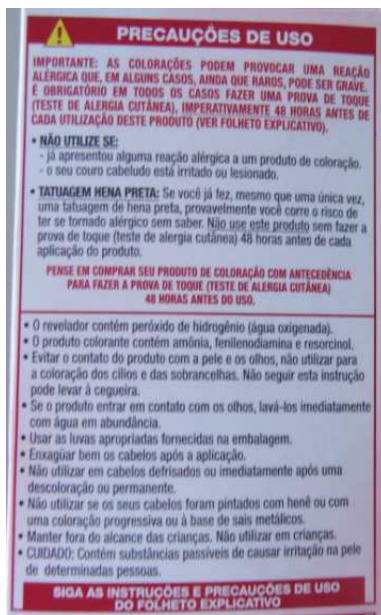 PRECAUÇÕES DE USO
IMPORTANTE: AS COLORAÇÕES PODEM PROVOCAR UMA REAÇÃO
ALÉRGICA QUE, EM ALGUNS CASOS, AINDA QUE RAROS, PODE SER GRAVE.
É OBRIGATÓRIO EM TODOS OS CASOS FAZER UMA PROVA DE TOQUE
(TESTE DE ALERGIA CUTÂNEA), IMPERATIVAMENTE 48 HORAS ANTES DE
CADA UTILIZAÇÃO DESTE PRODUTO (VER FOLHETO EXPLICATIVO).
• NÃO UTILIZE SE:
- já apresentou alguma reação alérgica a um produto de coloração.
- o seu couro cabeludo está irritado ou lesionado.
• TATUAGEM HENA PRETA: Se você já fez, mesmo que uma única vez,
uma tatuagem de hena preta, provavelmente você corre o risco de
ter se tornado alérgico sem saber. Não use este produto sem fazer a
prova de toque (teste de alergia cutânea) 48 horas antes de cada
aplicação do produto.
PENSE EM COMPRAR SEU PRODUTO DE COLORAÇÃO COM ANTECEDÊNCIA
PARA FAZER A PROVA DE TOQUE (TESTE DE ALERGIA CUTÂNEA)
48 HORAS ANTES DO USO.
• O revelador contém peróxido de hidrogênio (água oxigenada).
• O produto colorante contém amônia, fenilenodiamina e resorcinol.
• Evitar o contato do produto com a pele e os olhos, não utilizar para
a coloração dos cílios e das sobrancelhas. Não seguir esta instrução
pode levar à cegueira.
• Se o produto entrar em contato com os olhos, lavá-los imediatamente
com água em abundância.
• Usar as luvas apropriadas fornecidas na embalagem.
• Enxagüar bem os cabelos após a aplicação.
• Não utilizar em cabelos defrisados ou imediatamente após uma
descoloração ou permanente.
• Não utilizar se os seus cabelos foram pintados com henê ou com
uma coloração progressiva ou à base de sais metálicos.
• Manter fora do alcance das crianças. Não utilizar em crianças.
• CUIDADO: Contém substâncias passíveis de causar irritação na pele
de determinadas pessoas.
SIGA AS INSTRUÇÕES E PRECAUÇÕES DE USO
DO FOLHETO EXPLICATIVO